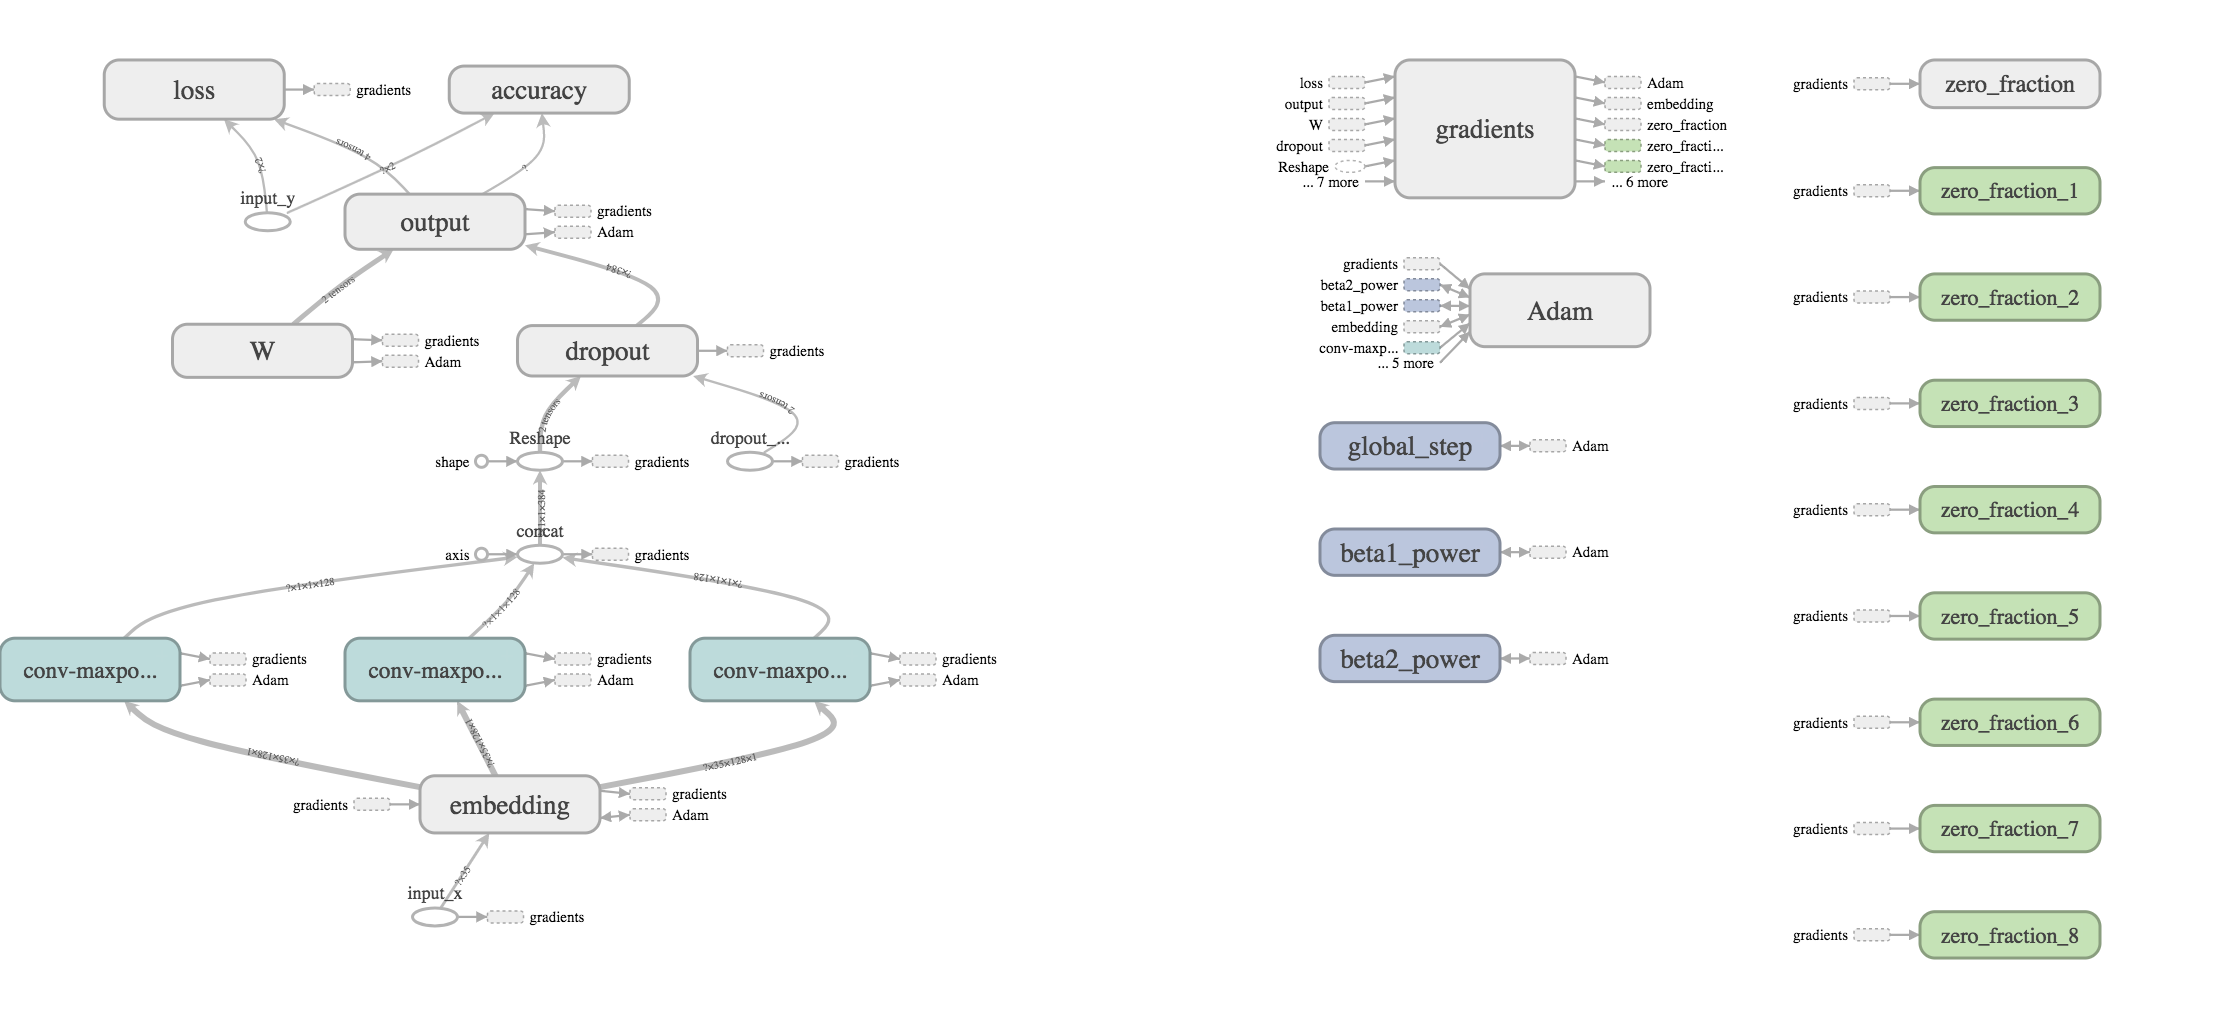 loss
gradients
accuracy
?×2
4 tensors
?×2
?
input_y
output
gradients
Adam
2 tensors
?×384
W
gradients
Adam
dropout
gradients
2 tensors
2 tensors
Reshape
shape
gradients
dropout_...
gradients
?×1×1×384
concat
axis
gradients
?×1×1×128
?×1×1×128
?×1×1×128
conv-maxpo...
gradients
Adam
conv-maxpo...
gradients
Adam
conv-maxpo...
gradients
Adam
?×35×128×1
?×35×128×1
?×35×128×1
gradients
embedding
gradients
Adam
?×35
input_x
gradients
loss
output
W
dropout
Reshape
... 7 more
gradients
Adam
embedding
zero_fraction
zero_fracti...
zero_fracti...
... 6 more
gradients
beta2_power
beta1_power
embedding
conv-maxp...
... 5 more
Adam
global_step
Adam
beta1_power
Adam
beta2_power
Adam
gradients
zero_fraction
gradients
zero_fraction_1
gradients
zero_fraction_2
gradients
zero_fraction_3
gradients
zero_fraction_4
gradients
zero_fraction_5
gradients
zero_fraction_6
gradients
zero_fraction_7
gradients
zero_fraction_8